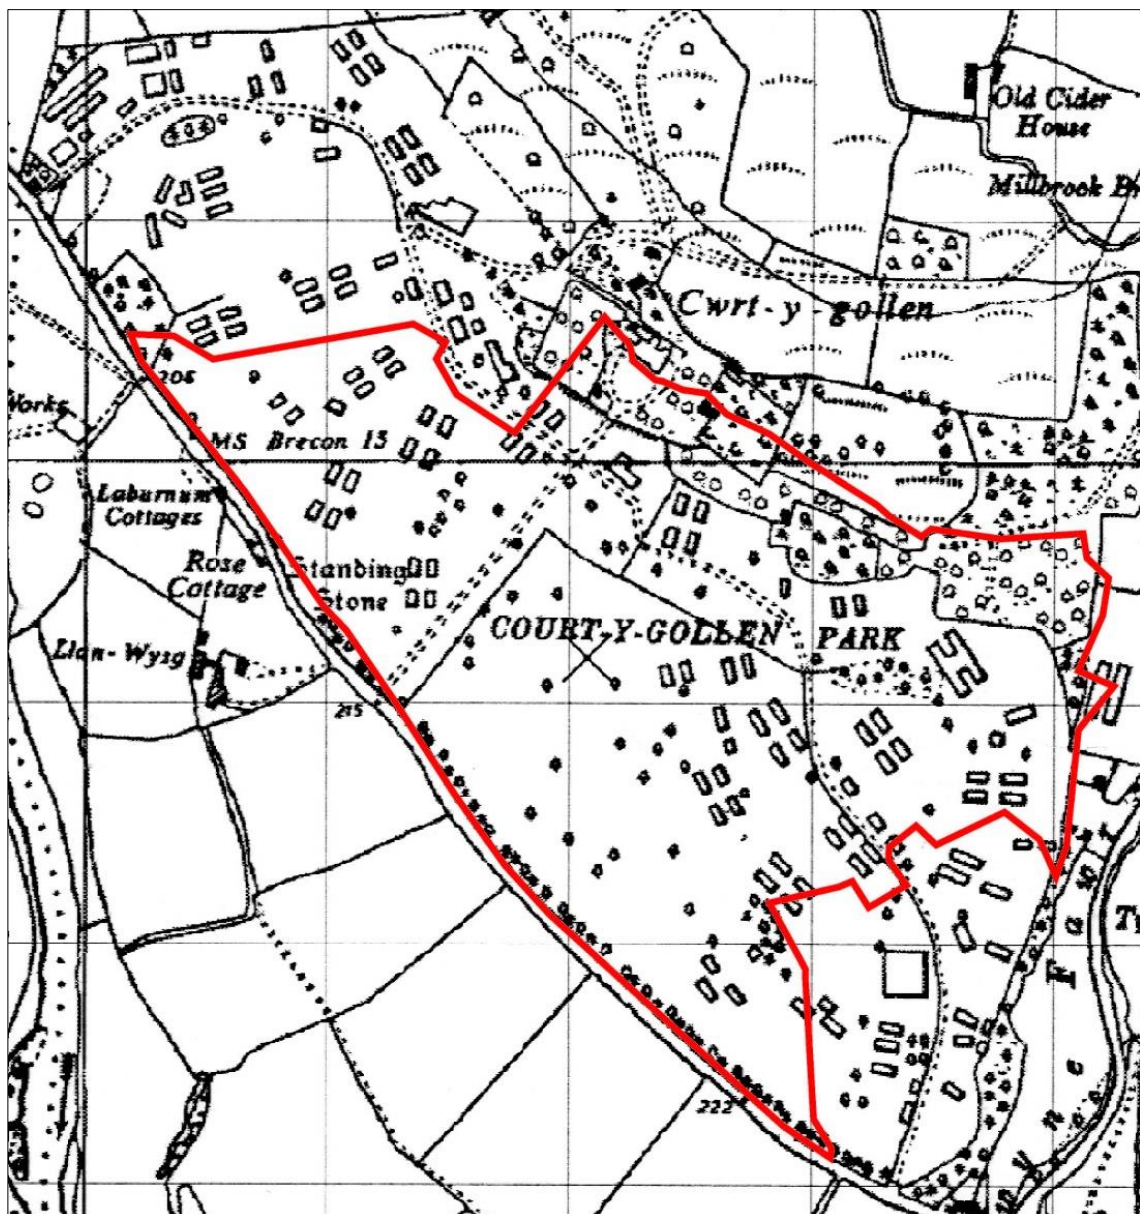 Old Cider
House
Millbrook
Cwrt-y-gollen
206
Works
MS Brecon 13
Laburnum
Cottages
Rose
Cottage
Standing
Stone
COURT-Y-GOLLEN PARK
Llan-Wysg
215
222